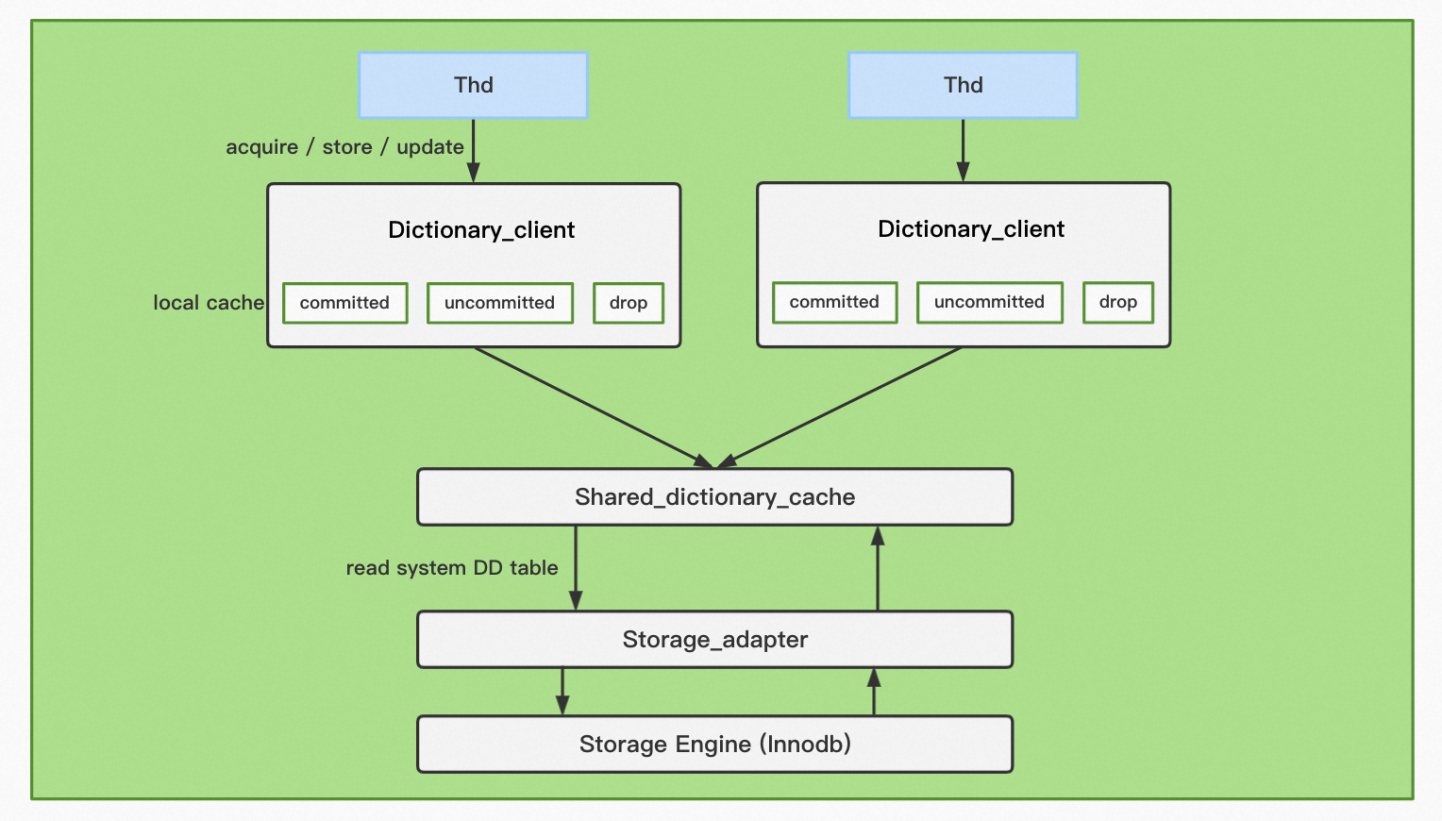 Thd
Thd
acquire / store / update
Dictionary_client
Dictionary_client
local cache
committed
uncommitted
drop
committed
uncommitted
drop
Shared_dictionary_cache
read system DD table
Storage_adapter
Storage Engine (Innodb)